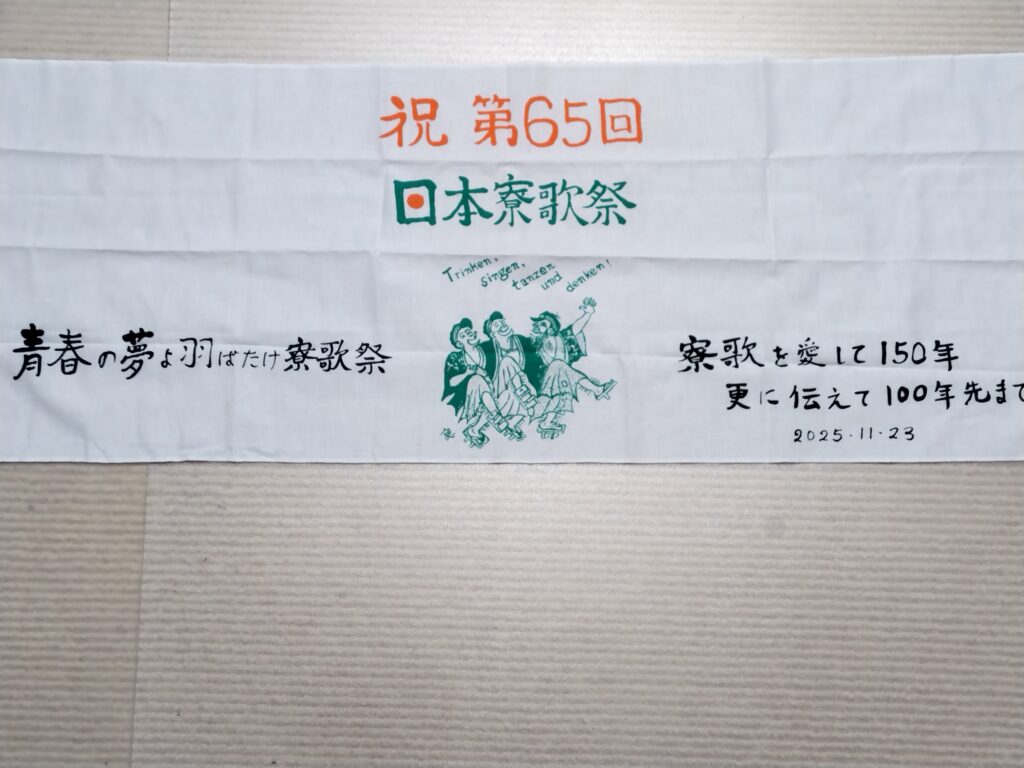 祝 第65回
日本寮歌祭
Trinken,
singen,
tanzen
und denken!
青春の夢よ羽ばたけ寮歌祭
寮歌を愛して150年
更に伝えて100年先まで
2025.11.23